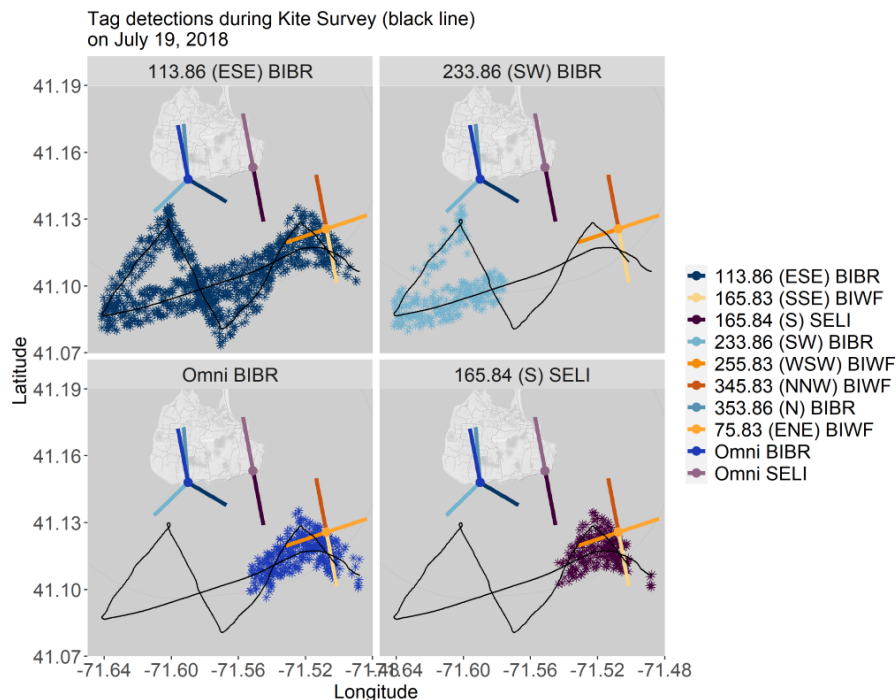 Tag detections during Kite Survey (black line)
on July 19, 2018
113.86 (ESE) BIBR
233.86 (SW) BIBR
41.19
41.16
41.13
41.10
41.07
Omni BIBR
165.84 (S) SELI
41.19
41.16
41.13
41.10
41.07
Latitude
-71.64 -71.60 -71.56 -71.52 -71.48
-71.64 -71.60 -71.56 -71.52 -71.48
Longitude
113.86 (ESE) BIBR
165.83 (SSE) BIWF
165.84 (S) SELI
233.86 (SW) BIBR
255.83 (WSW) BIWF
345.83 (NNW) BIWF
353.86 (N) BIBR
75.83 (ENE) BIWF
Omni BIBR
Omni SELI